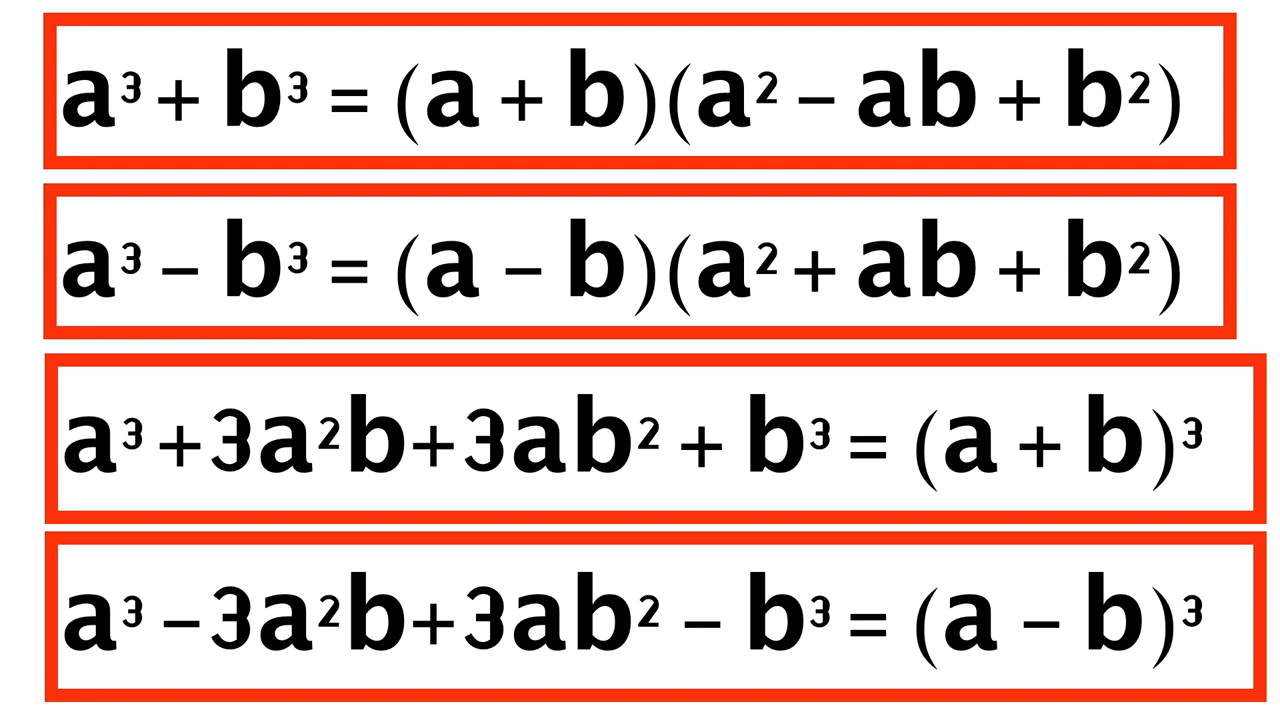 a³ + b³ = (a + b)(a² – ab + b²)
a³ – b³ = (a – b)(a² + ab + b²)
a³ +3a²b+3ab² + b³ = (a + b)³
a³ –3a²b+3ab² – b³ = (a – b)³